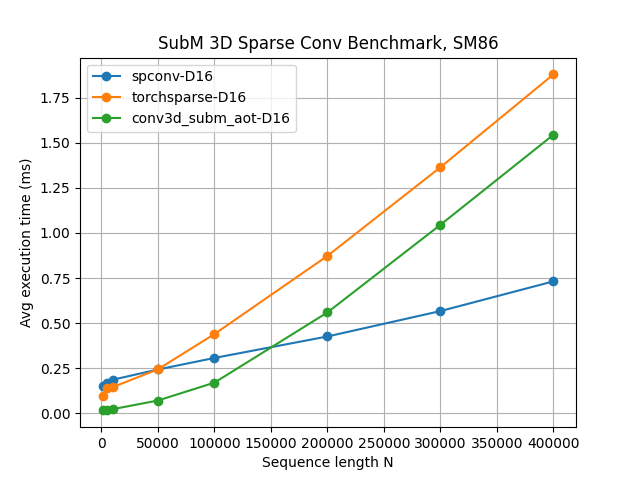 SubM 3D Sparse Conv Benchmark, SM86
spconv-D16
torchsparse-D16
conv3d_subm_aot-D16
Avg execution time (ms)
1.75
1.50
1.25
1.00
0.75
0.50
0.25
0.00
0 50000 100000 150000 200000 250000 300000 350000 400000
Sequence length N